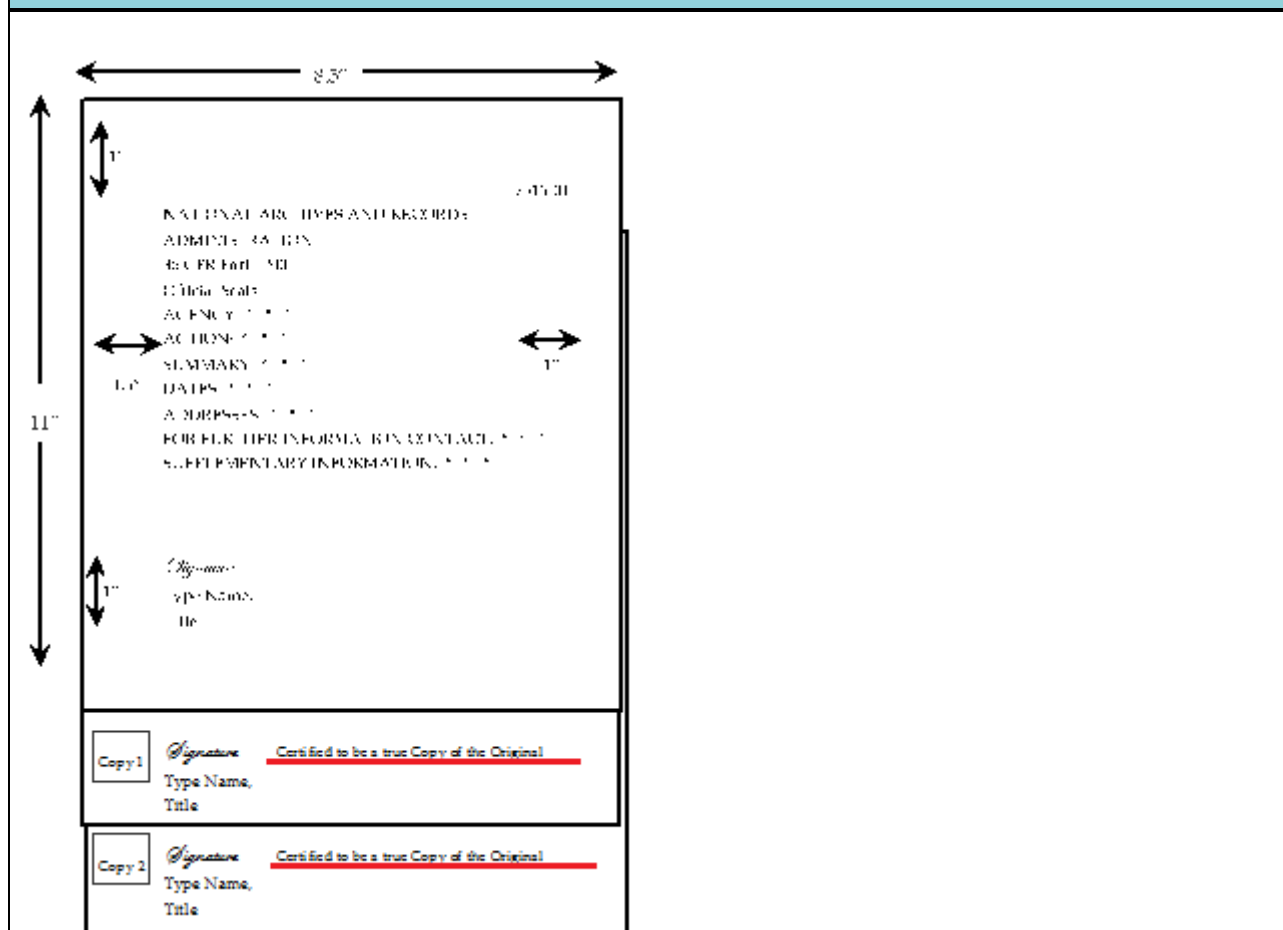 1"
NATIONAL ARCHIVES AND RECORDS
ADMINISTRATION
Official Seals
AGENCY
ACTION:
SUMMARY
DATES
ADDRESSES
1"
11"
FOR FURTHER INFORMATION CONTACT: * * *
SUPPLEMENTARY INFORMATION: * * *
Signature
1"
Type Name,
Title
Copy 1
Signature Certified to be a true Copy of the Original
Type Name,
Title
Copy 2
Signature Certified to be a true Copy of the Original
Type Name,
Title